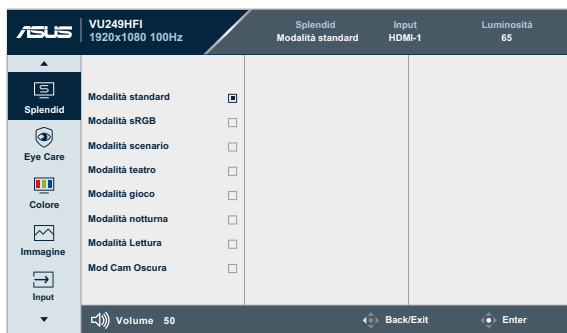 ASUS
VU249HFI
1920x1080 100Hz
Splendid
Modalità standard
Input
HDMI-1
Luminosità
65
Splendid
Eye Care
Colore
Immagine
Input
Modalità standard
Modalità sRGB
Modalità scenario
Modalità teatro
Modalità gioco
Modalità notturna
Modalità Lettura
Mod Cam Oscura
Volume 50
Back/Exit
Enter